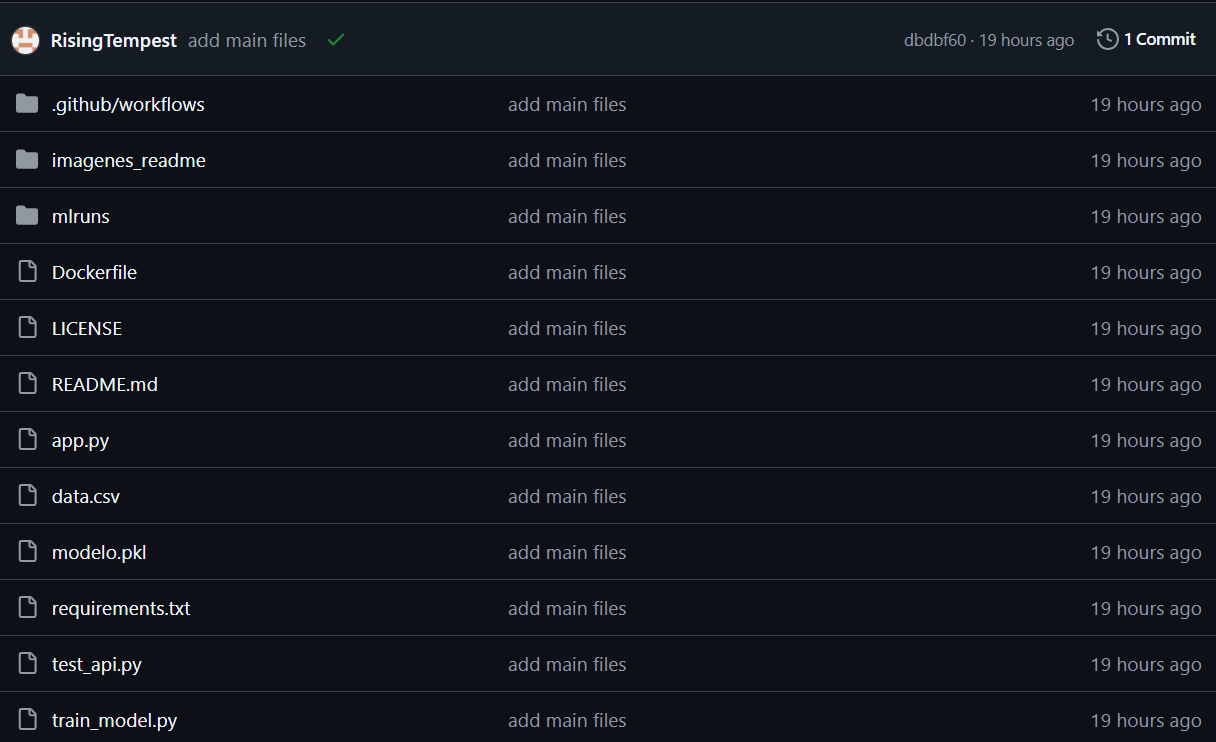 RisingTempest add main files dbdbf60 · 19 hours ago 1 Commit
.github/workflows add main files 19 hours ago
imagenes_readme add main files 19 hours ago
mlruns add main files 19 hours ago
Dockerfile add main files 19 hours ago
LICENSE add main files 19 hours ago
README.md add main files 19 hours ago
app.py add main files 19 hours ago
data.csv add main files 19 hours ago
modelo.pkl add main files 19 hours ago
requirements.txt add main files 19 hours ago
test_api.py add main files 19 hours ago
train_model.py add main files 19 hours ago